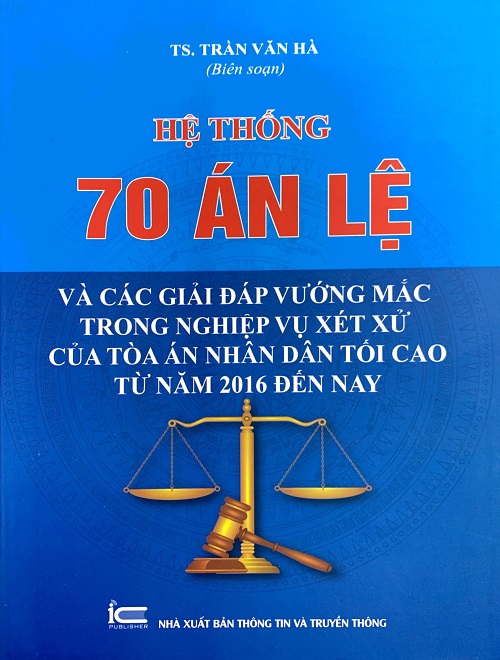 TS. TRẦN VĂN HÀ
(Biên soạn)
HỆ THỐNG
70 ÁN LỆ
VÀ CÁC GIẢI ĐÁP VƯỚNG MẮC
TRONG NGHIỆP VỤ XÉT XỬ
CỦA TÒA ÁN NHÂN DÂN TỐI CAO
TỪ NĂM 2016 ĐẾN NAY
ic
PUBLISHER
NHÀ XUẤT BẢN THÔNG TIN VÀ TRUYỀN THÔNG